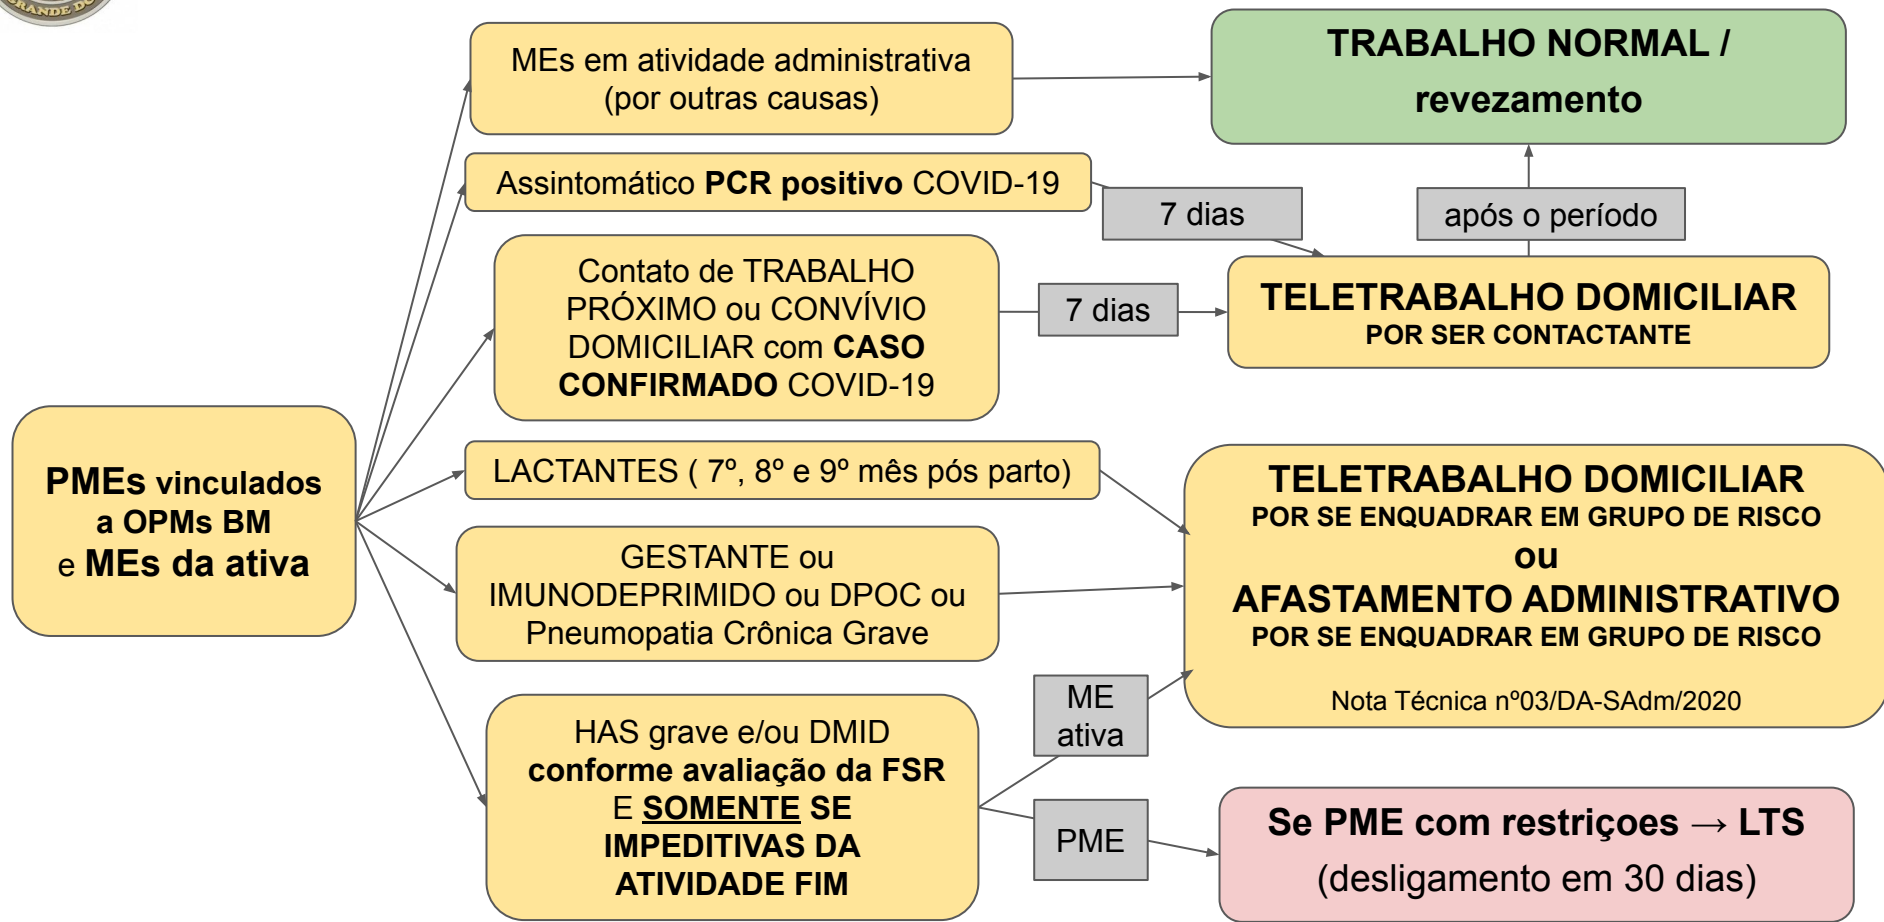 RANDE DO
MEs em atividade administrativa
(por outras causas)
TRABALHO NORMAL /
revezamento
Assintomático PCR positivo COVID-19
7 dias
após o período
Contato de TRABALHO
PRÓXIMO ou CONVÍVIO
DOMICILIAR com CASO
CONFIRMADO COVID-19
7 dias
TELETRABALHO DOMICILIAR
POR SER CONTACTANTE
PMEs vinculados
a OPMs BM
e MEs da ativa
LACTANTES ( 7º, 8º e 9º mês pós parto)
GESTANTE ou
IMUNODEPRIMIDO ou DPOC ou
Pneumopatia Crônica Grave
TELETRABALHO DOMICILIAR
POR SE ENQUADRAR EM GRUPO DE RISCO
ou
AFASTAMENTO ADMINISTRATIVO
POR SE ENQUADRAR EM GRUPO DE RISCO
Nota Técnica nº03/DA-SAdm/2020
HAS grave e/ou DMID
conforme avaliação da FSR
E SOMENTE SE
IMPEDITIVAS DA
ATIVIDADE FIM
ME
ativa
PME
Se PME com restriçoes → LTS
(desligamento em 30 dias)